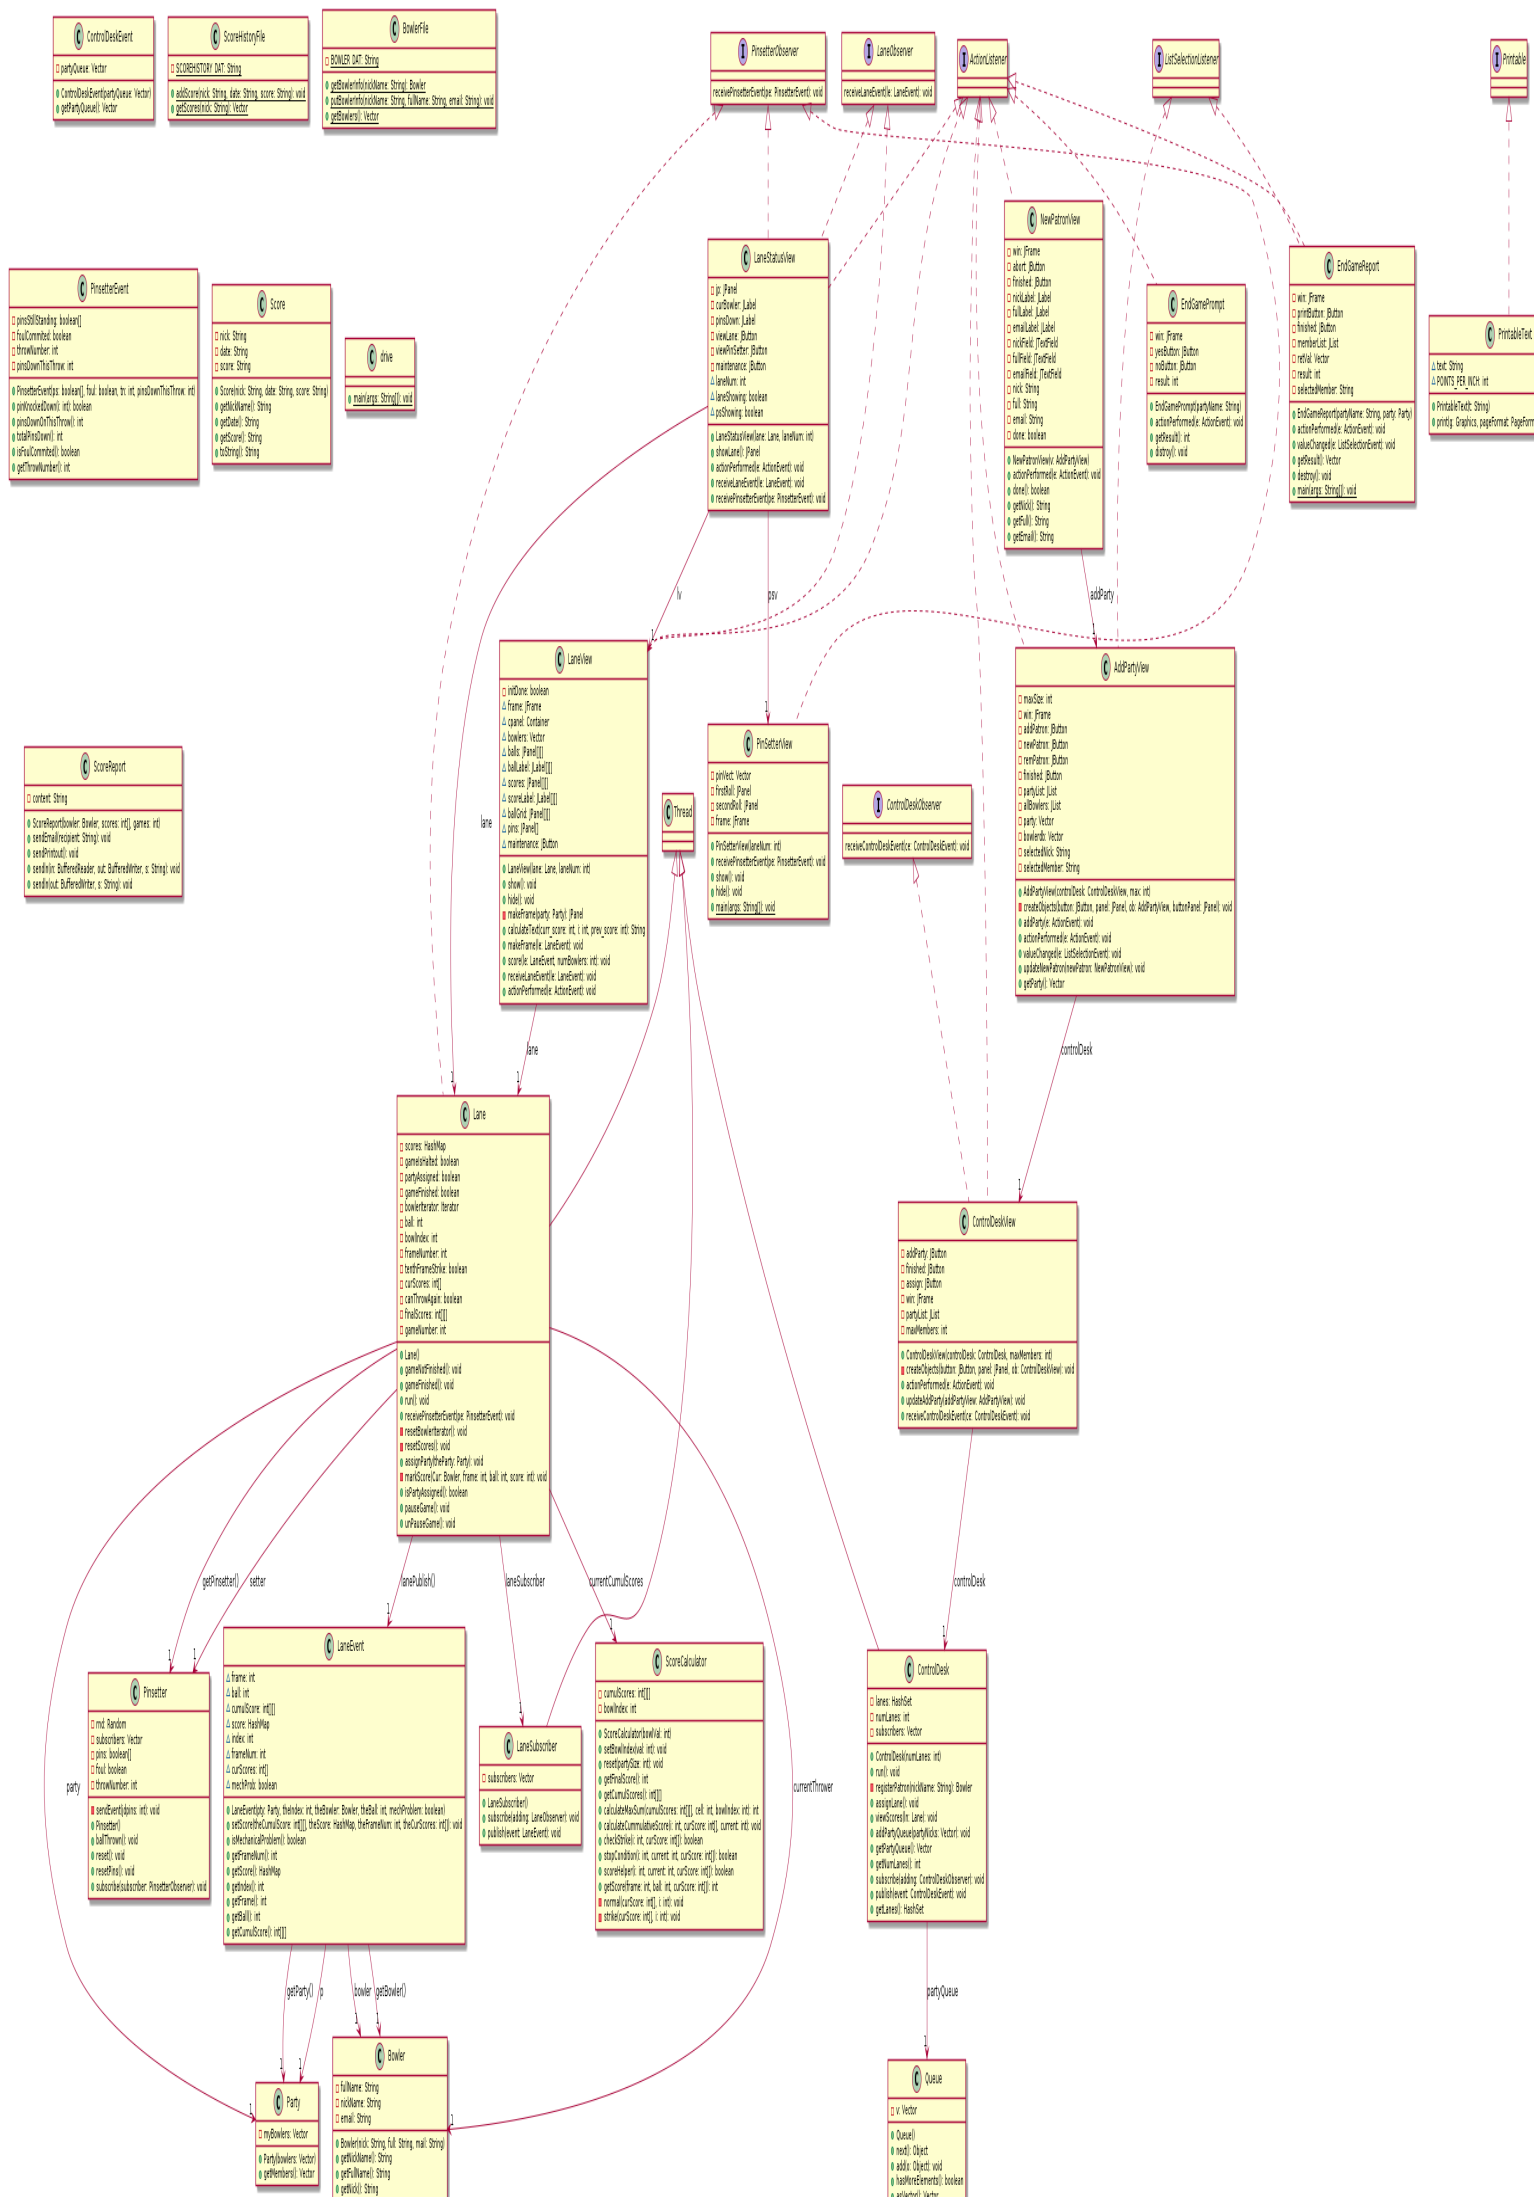 ControlDeskEvent
partyQueue: Vector
ControlDeskEvent(partyQueue: Vector)
getPartyQueue(): Vector
ScoreHistoryFile
SCOREHISTORY_DAT: String
addScore(nick: String, date: String, score: String): void
getScores(nick: String): Vector
BowlerFile
BOWLER_DAT: String
getBowlerInfo(nickName: String): Bowler
putBowlerInfo(nickName: String, fullName: String, email: String): void
getBowlers(): Vector
PinsetterObserver
receivePinsetterEvent(pe: PinsetterEvent): void
LaneObserver
receiveLaneEvent(le: LaneEvent): void
ActionListener
ListSelectionListener
Printable
PinsetterEvent
pinsStillStanding: boolean[]
foulCommited: boolean
throwNumber: int
pinsDownThisThrow: int
PinsetterEvent(ps: boolean[], foul: boolean, tn: int, pinsDownThisThrow: int)
pinKnockedDown(i: int): boolean
pinsDownOnThisThrow(): int
totalPinsDown(): int
isFoulCommited(): boolean
getThrowNumber(): int
Score
nick: String
date: String
score: String
Score(nick: String, date: String, score: String)
getNickName(): String
getDate(): String
getScore(): String
toString(): String
drive
main(args: String[]): void
LaneStatusView
jp: JPanel
curBowler: JLabel
pinsDown: JLabel
viewLane: JButton
viewPinSetter: JButton
maintenance: JButton
laneNum: int
laneShowing: boolean
psShowing: boolean
LaneStatusView(lane: Lane, laneNum: int)
showLane(): JPanel
actionPerformed(e: ActionEvent): void
receiveLaneEvent(le: LaneEvent): void
receivePinsetterEvent(pe: PinsetterEvent): void
NewPatronView
win: JFrame
abort: JButton
finished: JButton
nickLabel: JLabel
fullLabel: JLabel
emailLabel: JLabel
nickField: JTextField
fullField: JTextField
emailField: JTextField
nick: String
full: String
email: String
done: boolean
NewPatronView(v: AddPartyView)
actionPerformed(e: ActionEvent): void
done(): boolean
getNick(): String
getFull(): String
getEmail(): String
EndGamePrompt
win: JFrame
yesButton: JButton
noButton: JButton
result: int
EndGamePrompt(partyName: String)
actionPerformed(e: ActionEvent): void
getResult(): int
distroy(): void
EndGameReport
win: JFrame
printButton: JButton
finished: JButton
memberList: JList
retVal: Vector
result: int
selectedMember: String
EndGameReport(partyName: String, party: Party)
actionPerformed(e: ActionEvent): void
valueChanged(e: ListSelectionEvent): void
getResult(): Vector
destroy(): void
main(args: String[]): void
PrintableText
text: String
POINTS_PER_INCH: int
PrintableText(t: String)
print(g: Graphics, pageFormat: PageForm
lv
psv
addParty
lane
1
1
1
1
LaneView
initDone: boolean
frame: JFrame
cpanel: Container
bowlers: Vector
balls: JPanel[][]
ballLabel: JLabel[][]
scores: JPanel[][]
scoreLabel: JLabel[][]
ballGrid: JPanel[][]
pins: JPanel[]
maintenance: JButton
LaneView(lane: Lane, laneNum: int)
show(): void
hide(): void
makeFrame(party: Party): JPanel
calculateText(curr_score: int, i: int, prev_score: int): String
makeFrame(le: LaneEvent): void
score(le: LaneEvent, numBowlers: int): void
receiveLaneEvent(le: LaneEvent): void
actionPerformed(e: ActionEvent): void
Thread
PinSetterView
pinVect: Vector
firstRoll: JPanel
secondRoll: JPanel
frame: JFrame
PinSetterView(laneNum: int)
receivePinsetterEvent(pe: PinsetterEvent): void
show(): void
hide(): void
main(args: String[]): void
ControlDeskObserver
receiveControlDeskEvent(ce: ControlDeskEvent): void
AddPartyView
maxSize: int
win: JFrame
addPatron: JButton
newPatron: JButton
remPatron: JButton
finished: JButton
partyList: JList
allBowlers: JList
party: Vector
bowlerdb: Vector
selectedNick: String
selectedMember: String
AddPartyView(controlDesk: ControlDeskView, max: int)
createObjects(button: JButton, panel: JPanel, ob: AddPartyView, buttonPanel: JPanel): void
addParty(e: ActionEvent): void
actionPerformed(e: ActionEvent): void
valueChanged(e: ListSelectionEvent): void
updateNewPatron(newPatron: NewPatronView): void
getParty(): Vector
ScoreReport
content: String
ScoreReport(bowler: Bowler, scores: int[], games: int)
sendEmail(recipient: String): void
sendPrintout(): void
sendln(in: BufferedReader, out: BufferedWriter, s: String): void
sendln(out: BufferedWriter, s: String): void
lane
controlDesk
1
1
Lane
scores: HashMap
gameIsHalted: boolean
partyAssigned: boolean
gameFinished: boolean
bowlerIterator: Iterator
ball: int
bowlIndex: int
frameNumber: int
tenthFrameStrike: boolean
curScores: int[]
canThrowAgain: boolean
finalScores: int[][]
gameNumber: int
Lane()
gameNotFinished(): void
gameFinished(): void
run(): void
receivePinsetterEvent(pe: PinsetterEvent): void
resetBowlerIterator(): void
resetScores(): void
assignParty(theParty: Party): void
markScore(Cur: Bowler, frame: int, ball: int, score: int): void
isPartyAssigned(): boolean
pauseGame(): void
unPauseGame(): void
ControlDeskView
addParty: JButton
finished: JButton
assign: JButton
win: JFrame
partyList: JList
maxMembers: int
ControlDeskView(controlDesk: ControlDesk, maxMembers: int)
createObjects(button: JButton, panel: JPanel, ob: ControlDeskView): void
actionPerformed(e: ActionEvent): void
updateAddParty(addPartyView: AddPartyView): void
receiveControlDeskEvent(ce: ControlDeskEvent): void
getPinsetter()
setter
lanePublish()
laneSubscriber
currentCumulScores
controlDesk
1
1
1
1
1
1
Pinsetter
rnd: Random
subscribers: Vector
pins: boolean[]
foul: boolean
throwNumber: int
sendEvent(jdpins: int): void
Pinsetter()
ballThrown(): void
reset(): void
resetPins(): void
subscribe(subscriber: PinsetterObserver): void
LaneEvent
frame: int
ball: int
cumulScore: int[][]
score: HashMap
index: int
frameNum: int
curScores: int[]
mechProb: boolean
LaneEvent(pty: Party, theIndex: int, theBowler: Bowler, theBall: int, mechProblem: boolean)
setScore(theCumulScore: int[][], theScore: HashMap, theFrameNum: int, theCurScores: int[]): void
isMechanicalProblem(): boolean
getFrameNum(): int
getScore(): HashMap
getIndex(): int
getFrame(): int
getBall(): int
getCumulScore(): int[][]
LaneSubscriber
subscribers: Vector
LaneSubscriber()
subscribe(adding: LaneObserver): void
publish(event: LaneEvent): void
ScoreCalculator
cumulScores: int[][]
bowlIndex: int
ScoreCalculator(bowlVal: int)
setBowlIndex(val: int): void
reset(partySize: int): void
getFinalScore(): int
getCumulScores(): int[][]
calculateMaxSum(cumulScores: int[][], cell: int, bowlIndex: int): int
calculateCummulativeScore(i: int, curScore: int[], current: int): void
checkStrike(i: int, curScore: int[]): boolean
stopCondition(i: int, current: int, curScore: int[]): boolean
scoreHelper(i: int, current: int, curScore: int[]): boolean
getScore(frame: int, ball: int, curScore: int[]): int
normal(curScore: int[], i: int): void
strike(curScore: int[], i: int): void
ControlDesk
lanes: HashSet
numLanes: int
subscribers: Vector
ControlDesk(numLanes: int)
run(): void
registerPatron(nickName: String): Bowler
assignLane(): void
viewScores(ln: Lane): void
addPartyQueue(partyNicks: Vector): void
getPartyQueue(): Vector
getNumLanes(): int
subscribe(adding: ControlDeskObserver): void
publish(event: ControlDeskEvent): void
getLanes(): HashSet
party
currentThrower
getParty()
p
bowler
getBowler()
partyQueue
1
1
1
1
1
1
1
Party
myBowlers: Vector
Party(bowlers: Vector)
getMembers(): Vector
Bowler
fullName: String
nickName: String
email: String
Bowler(nick: String, full: String, mail: String)
getNickName(): String
getFullName(): String
getNick(): String
Queue
v: Vector
Queue()
next(): Object
add(o: Object): void
hasMoreElements(): boolean
asVector(): Vector